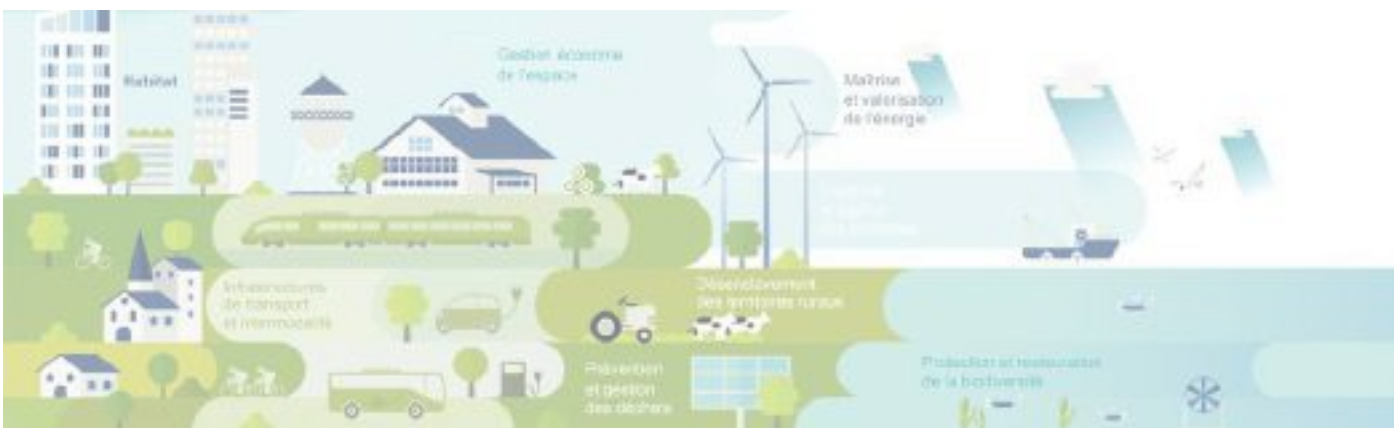 Habitat
Gestion économe
de l'espace
Maîtrise
et valorisation
de l'énergie
Infrastructures
de transport
et intermodalité
Désenclavement
des territoires ruraux
Prévention
et gestion
des déchets
Protection et restauration
de la biodiversité